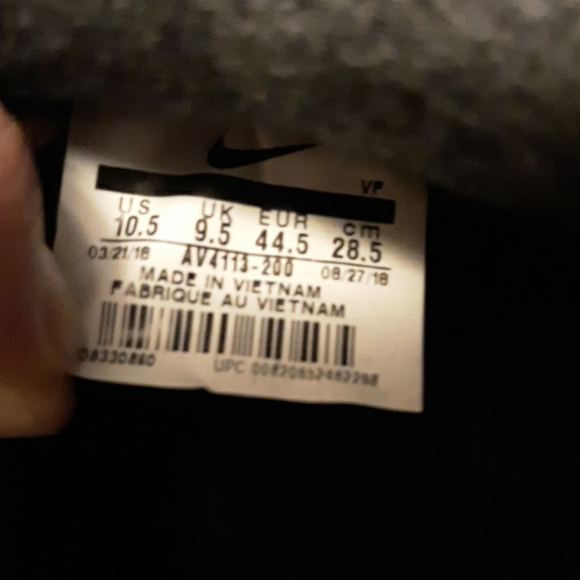 VP
US UK EUR cm
10.5 9.5 44.5 28.5
03/21/18 AV4113-200 08/27/18
MADE IN VIETNAM
FABRIQUE AU VIETNAM
UPC